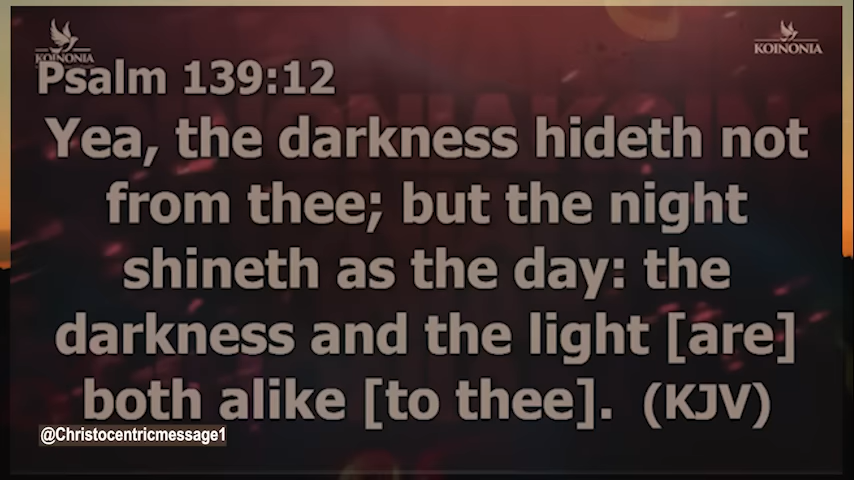 KOINONIA
KOINONIA
Psalm 139:12
Yea, the darkness hideth not
from thee; but the night
shineth as the day: the
darkness and the light [are]
both alike [to thee]. (KJV)
@Christocentricmessage1